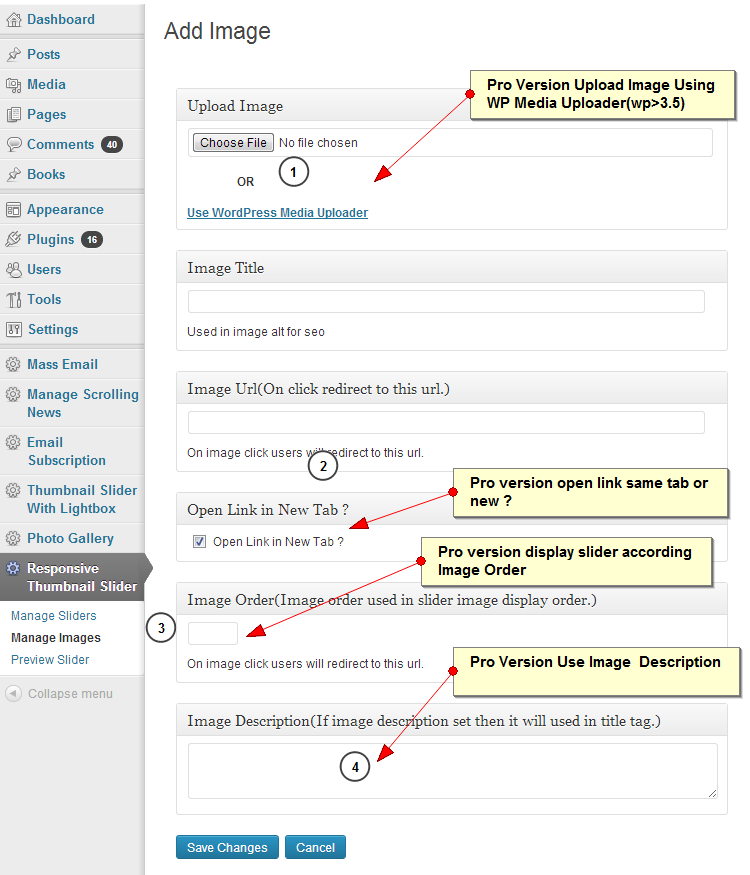 Dashboard
Posts
Media
Pages
Comments 40
Books
Appearance
Plugins 16
Users
Tools
Settings
Mass Email
Manage Scrolling
News
Email
Subscription
Thumbnail Slider
With Lightbox
Photo Gallery
Responsive
Thumbnail Slider
Manage Sliders
Manage Images
Preview Slider
Collapse menu
Add Image
Pro Version Upload Image Using
WP Media Uploader(wp>3.5)
Upload Image
Choose File No file chosen
1
OR
Use WordPress Media Uploader
Image Title
Used in image alt for seo
Image Url(On click redirect to this url.)
On image click users will redirect to this url.
2
Pro version open link same tab or
new ?
Open Link in New Tab ?
Open Link in New Tab ?
Pro version display slider according
Image Order
Image Order(Image order used in slider image display order.)
3
On image click users will redirect to this url.
Pro Version Use Image  Description
Image Description(If image description set then it will used in title tag.)
4
Save Changes
Cancel